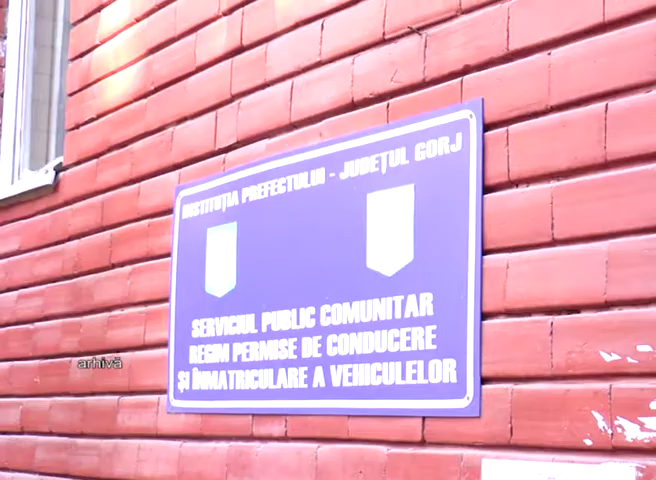 INSTITUȚIA PREFECTULUI - JUDEȚUL GORJ
SERVICIUL PUBLIC COMUNITAR
REGIM PERMISE DE CONDUCERE
ȘI ÎNMATRICULARE A VEHICULELOR
arhivă